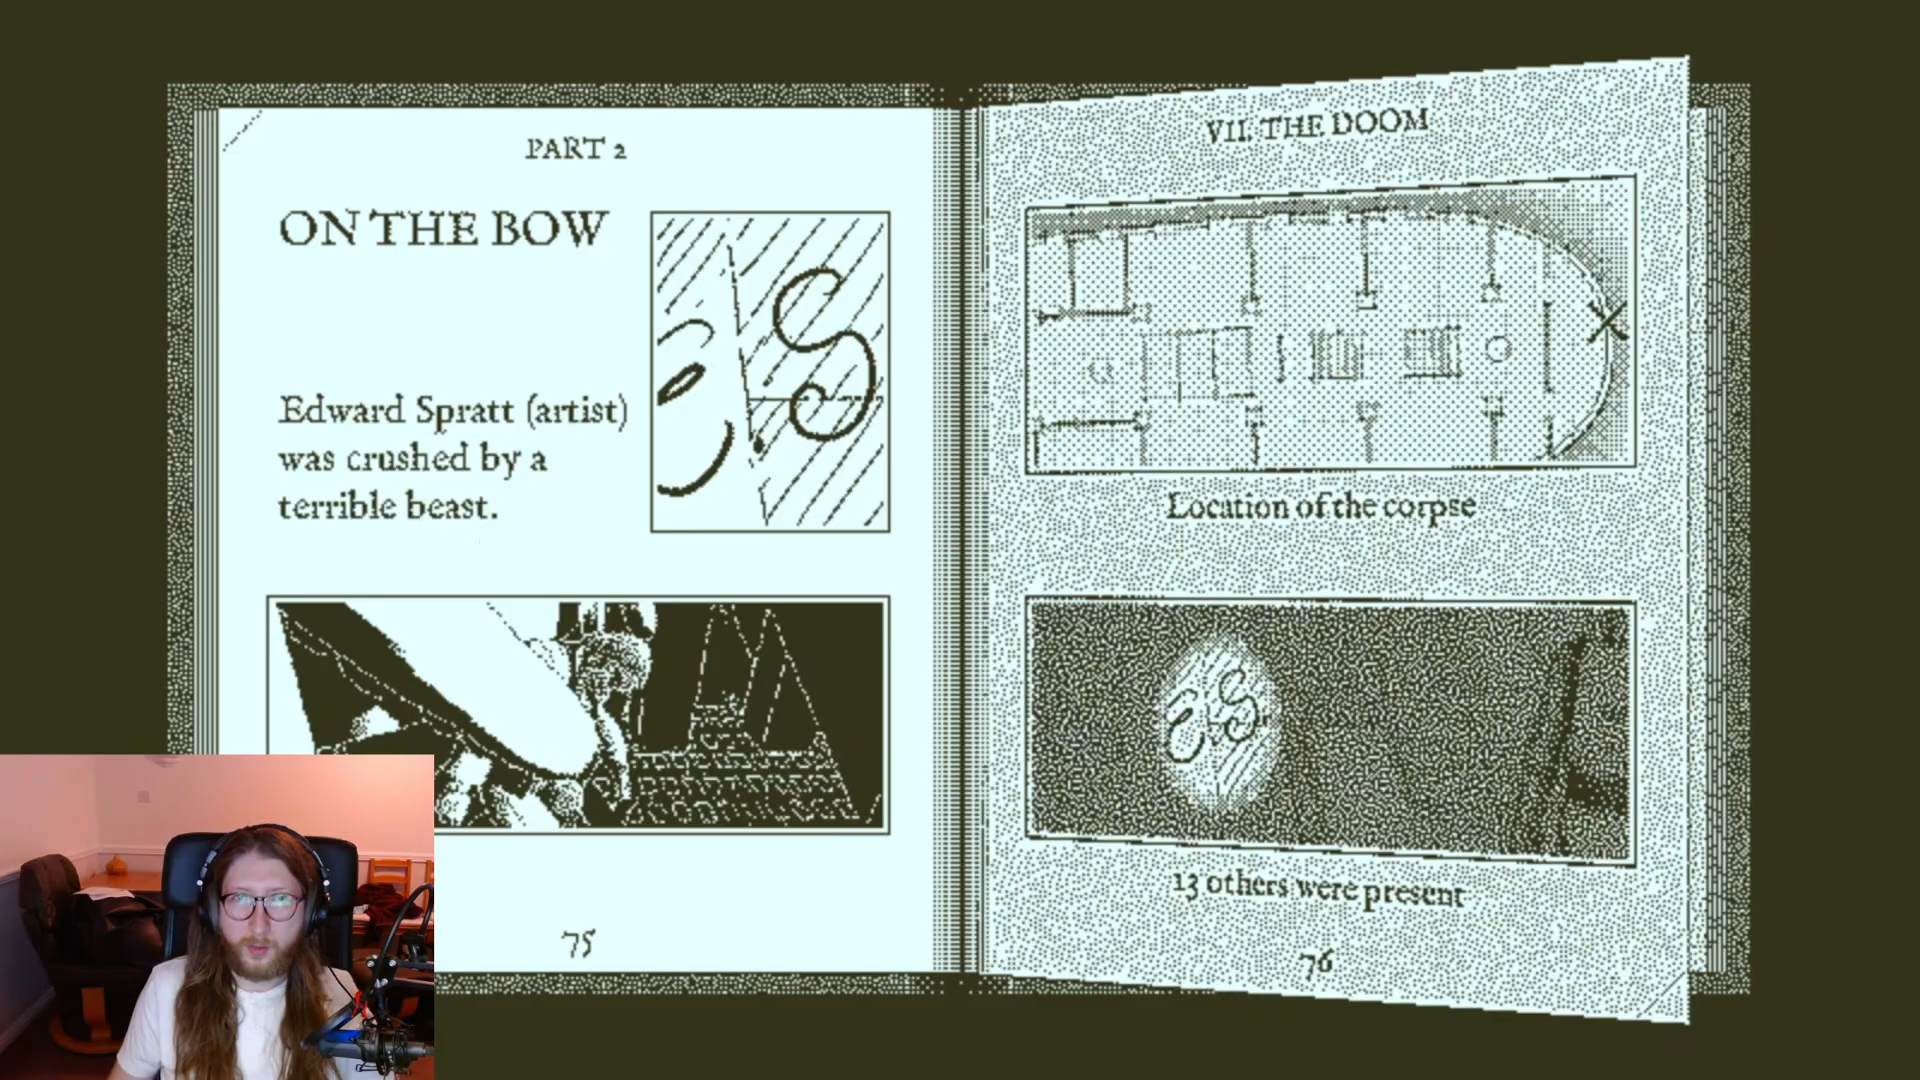 PART 2
ON THE BOW
Edward Spratt (artist)
was crushed by a
terrible beast.
E S
75
VII. THE DOOM
Location of the corpse
E S
13 others were present
76